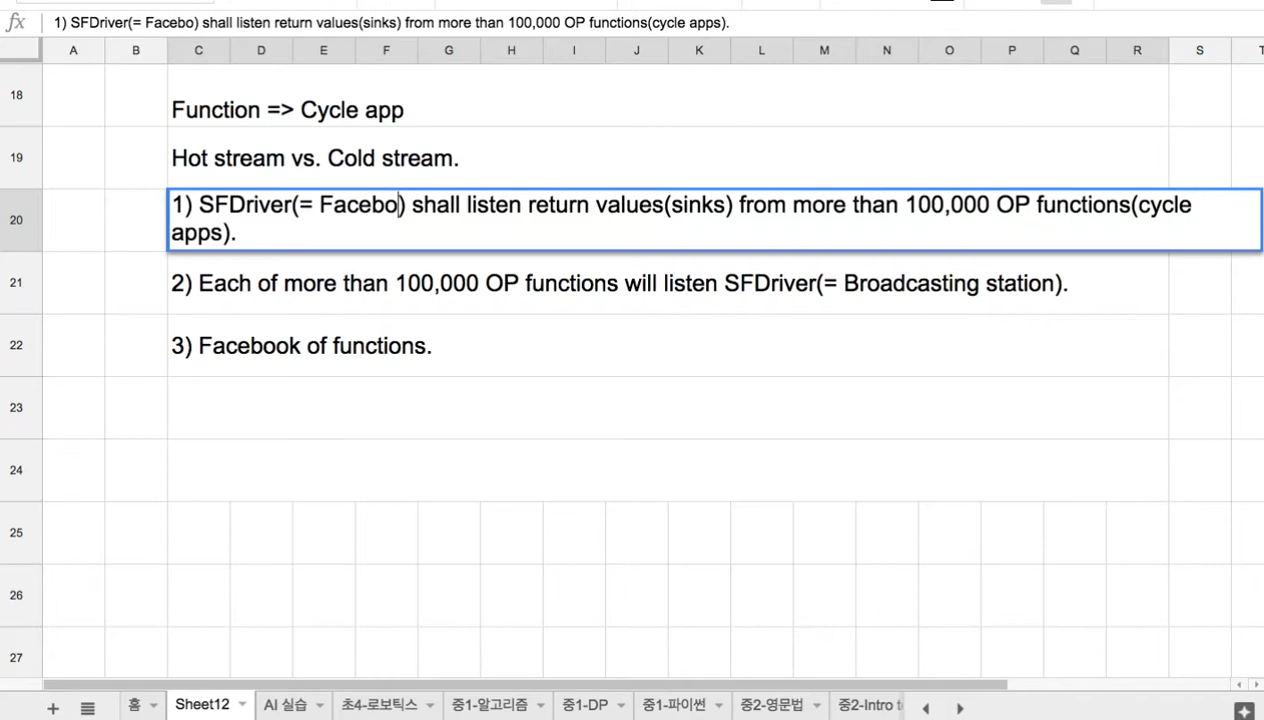 fx 1) SFDriver(= Facebo) shall listen return values(sinks) from more than 100,000 OP functions(cycle apps).
A B C D E F G H I J K L M N O P Q R S T
18 Function => Cycle app
19 Hot stream vs. Cold stream.
20 1) SFDriver(= Facebo) shall listen return values(sinks) from more than 100,000 OP functions(cycle
apps).
21 2) Each of more than 100,000 OP functions will listen SFDriver(= Broadcasting station).
22 3) Facebook of functions.
23
24
25
26
27
+ 홈 Sheet12 AI 실습 초4-로보틱스 중1-알고리즘 중1-DP 중1-파이썬 중2-영문법 중2-Intro t